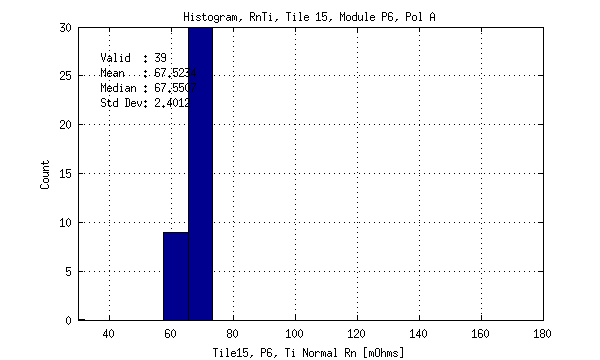 Histogram, RnTi, Tile 15, Module P6, Pol A
30
25
20
15
10
5
0
Count
Valid : 39
Mean : 67.523
Median : 67.550
Std Dev: 2.4012
40 60 80 100 120 140 160 180
Tile15, P6, Ti Normal Rn [mOhms]